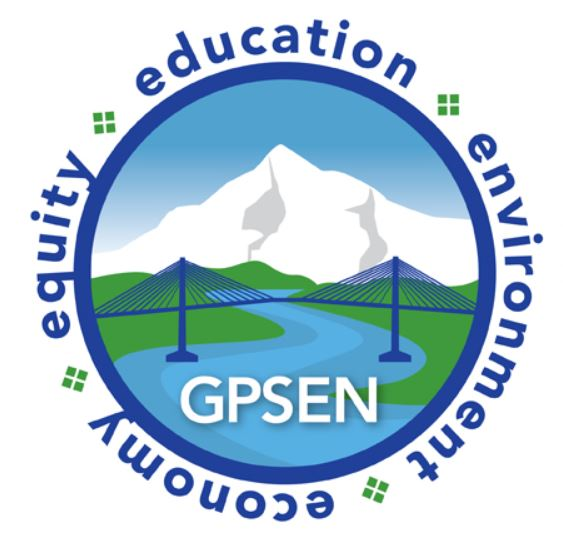 education
environment
economy
equity
GPSEN